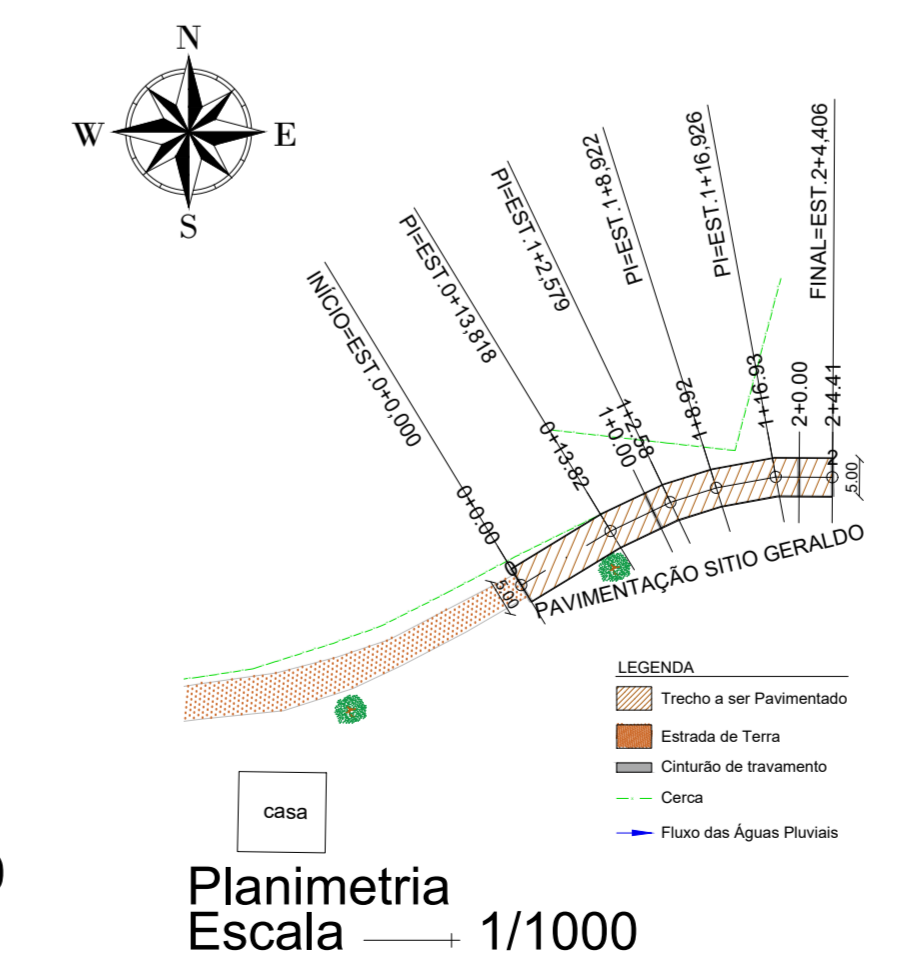 N
W
E
S
INÍCIO=EST.0+0,000
PI=EST.0+13,818
PI=EST.1+2,579
PI=EST.1+8,922
PI=EST.1+16,926
FINAL=EST.2+4,406
0+0.00
0+13.82
1+0.00
1+2.58
1+8.92
1+16.93
2+0.00
2+4.41
2
5.00
5.00
PAVIMENTAÇÃO SITIO GERALDO
LEGENDA
Trecho a ser Pavimentado
Estrada de Terra
Cinturão de travamento
Cerca
Fluxo das Águas Pluviais
casa
Planimetria
Escala 1/1000